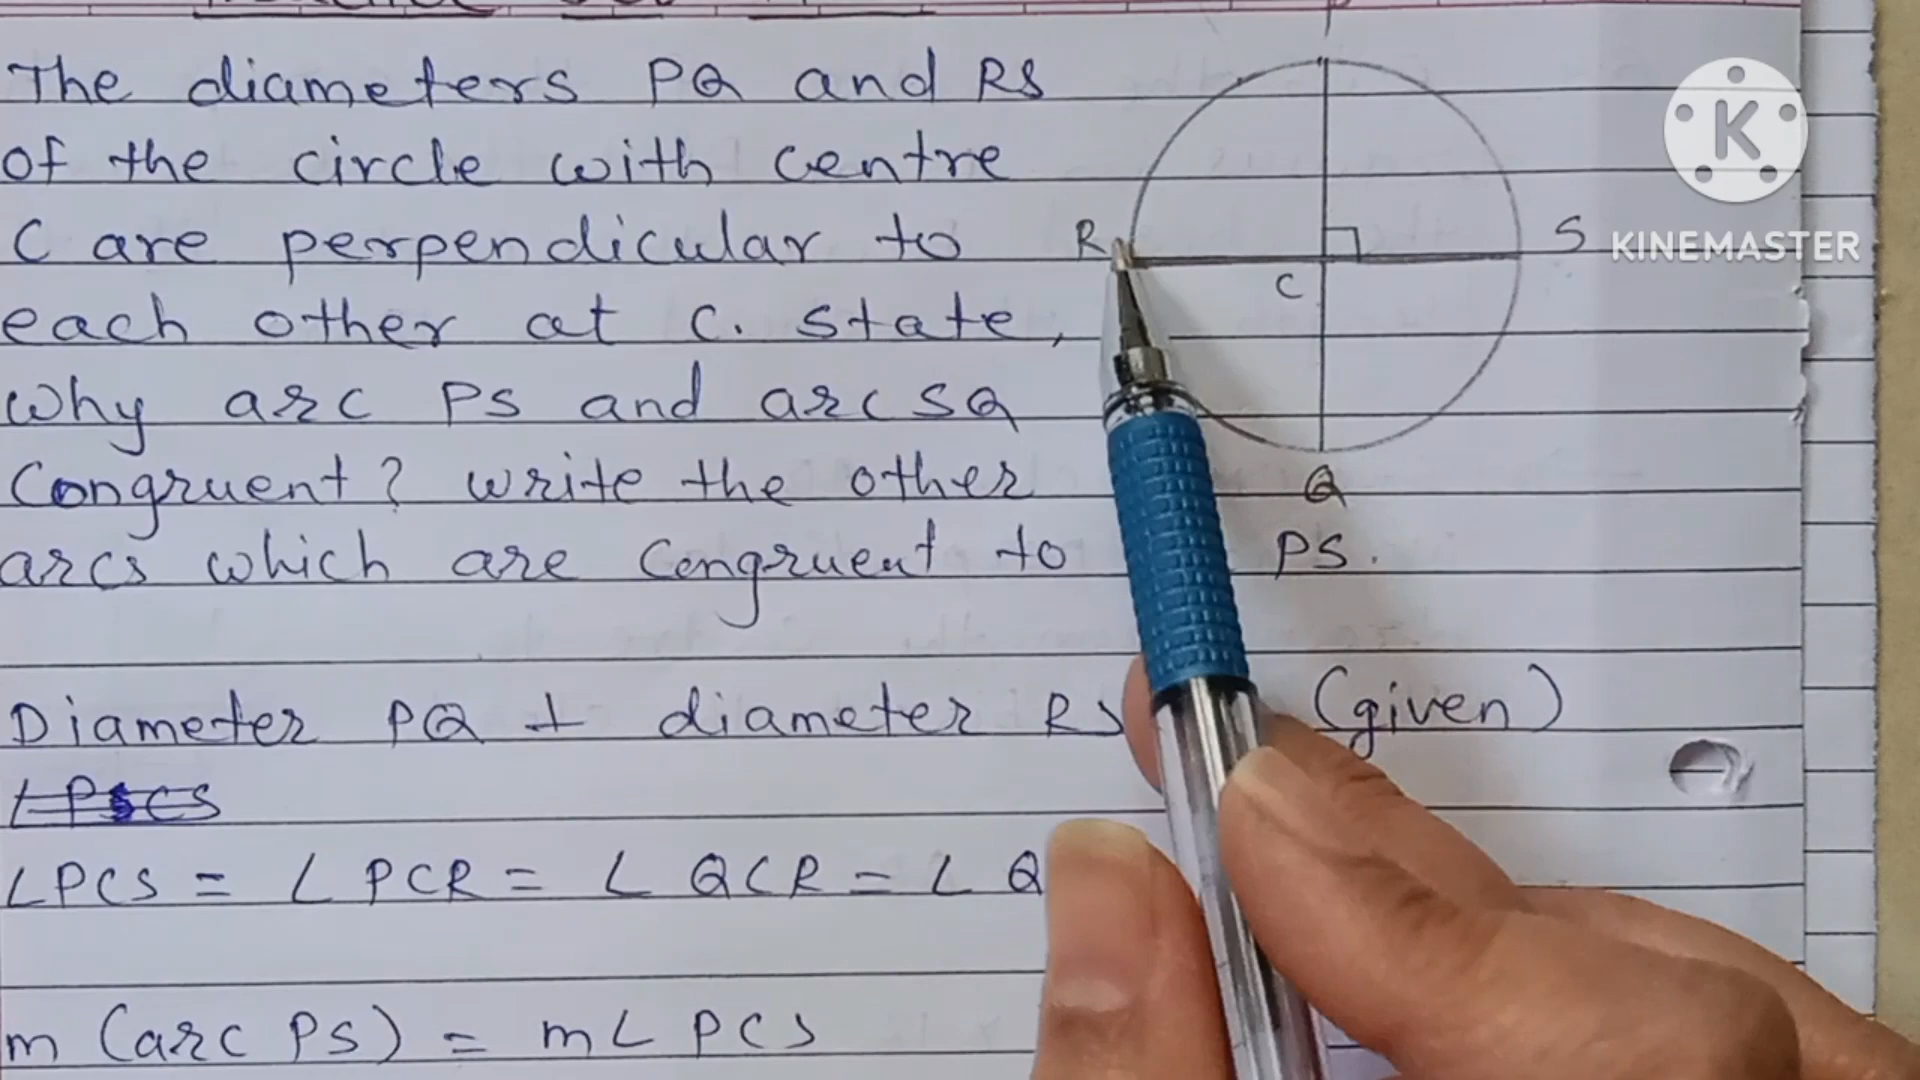 The diameters PQ and RS
of the circle with centre
C are perpendicular to
each other at C. state,
why arc PS and arc SQ
Congruent? write the other
arcs which are Congruent to PS.
R
S
C
Q
K
KINEMASTER
Diameter PQ ⊥ diameter RS (given)
∠PCS = ∠PCR = ∠QCR = ∠Q
m (arc PS) = m∠PCS